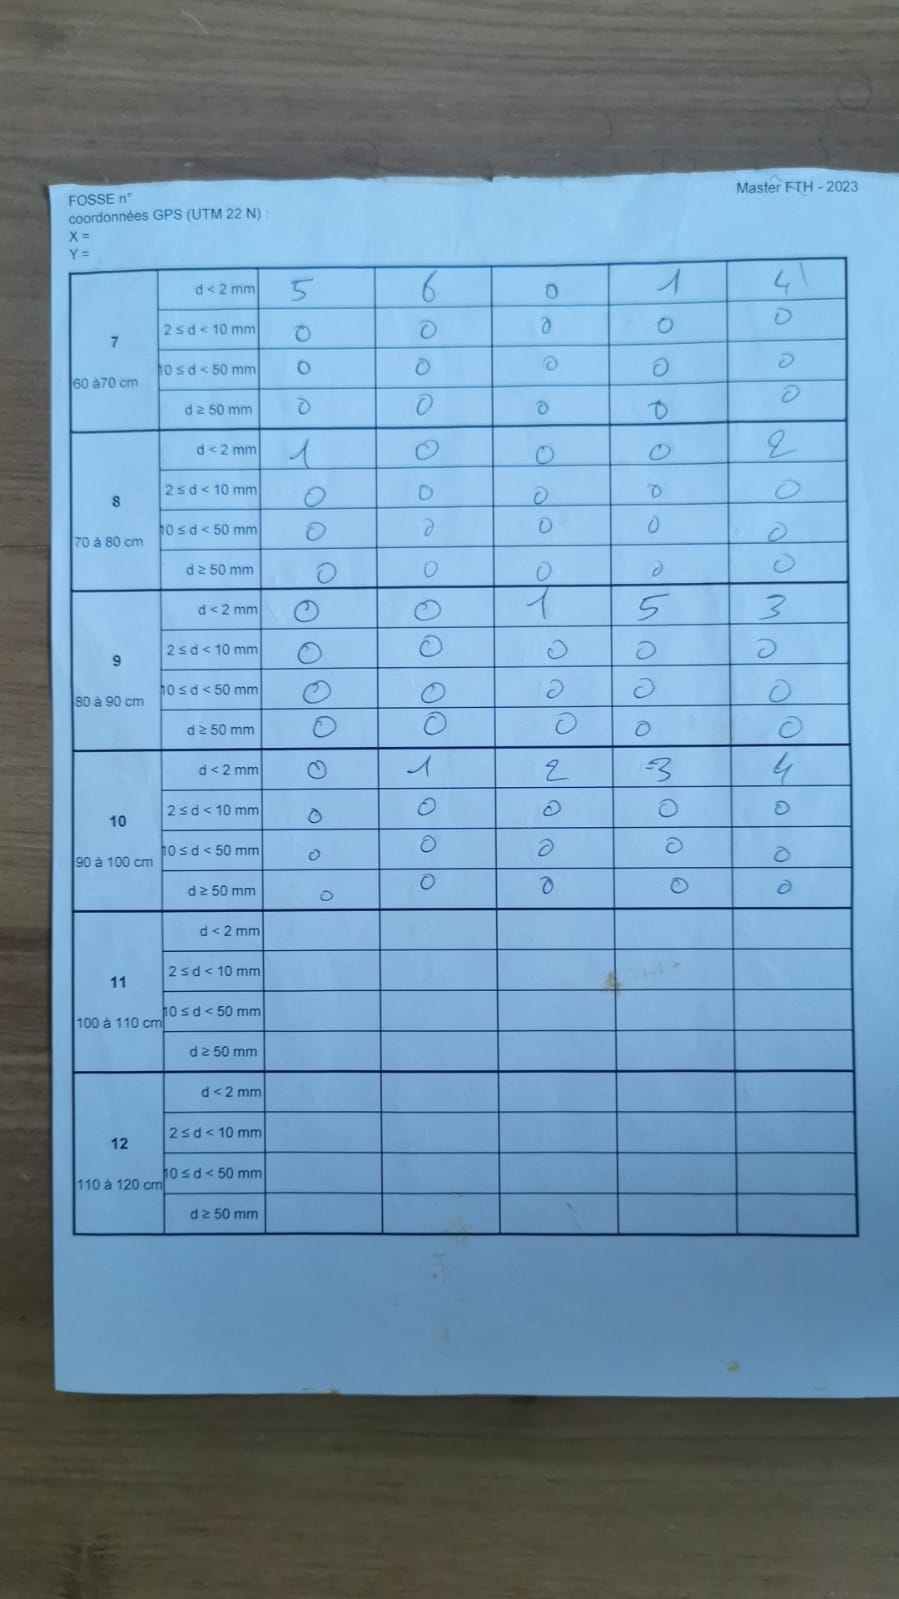 FOSSE n°
Master FTH - 2023
coordonnées GPS (UTM 22 N) :
X =
Y =
7
60 à70 cm
d < 2 mm 5 6 0 1 4
2 ≤ d < 10 mm 0 0 0 0 0
10 ≤ d < 50 mm 0 0 0 0 0
d ≥ 50 mm 0 0 0 0 0
8
70 à 80 cm
d < 2 mm 1 0 0 0 2
2 ≤ d < 10 mm 0 0 0 0 0
10 ≤ d < 50 mm 0 0 0 0 0
d ≥ 50 mm 0 0 0 0 0
9
80 à 90 cm
d < 2 mm 0 0 1 5 3
2 ≤ d < 10 mm 0 0 0 0 0
10 ≤ d < 50 mm 0 0 0 0 0
d ≥ 50 mm 0 0 0 0 0
10
90 à 100 cm
d < 2 mm 0 1 2 3 4
2 ≤ d < 10 mm 0 0 0 0 0
10 ≤ d < 50 mm 0 0 0 0 0
d ≥ 50 mm 0 0 0 0 0
11
100 à 110 cm
d < 2 mm
2 ≤ d < 10 mm
10 ≤ d < 50 mm
d ≥ 50 mm
12
110 à 120 cm
d < 2 mm
2 ≤ d < 10 mm
10 ≤ d < 50 mm
d ≥ 50 mm